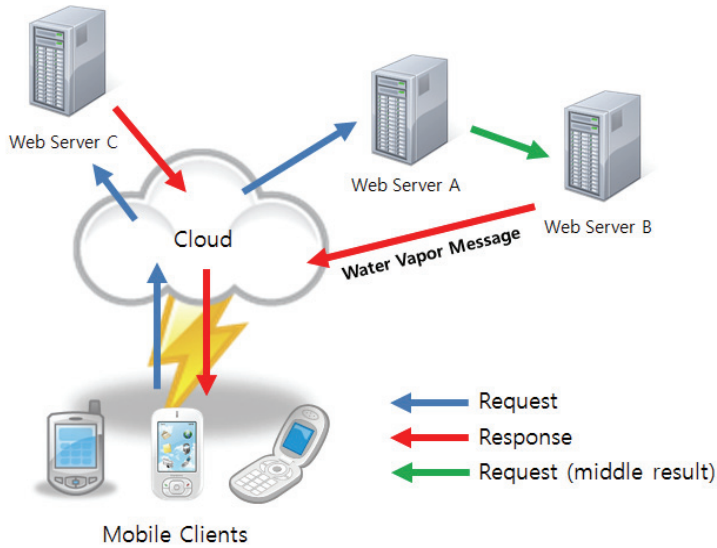 Web Server C
Web Server A
Web Server B
Cloud
Water Vapor Message
Request
Response
Request (middle result)
Mobile Clients